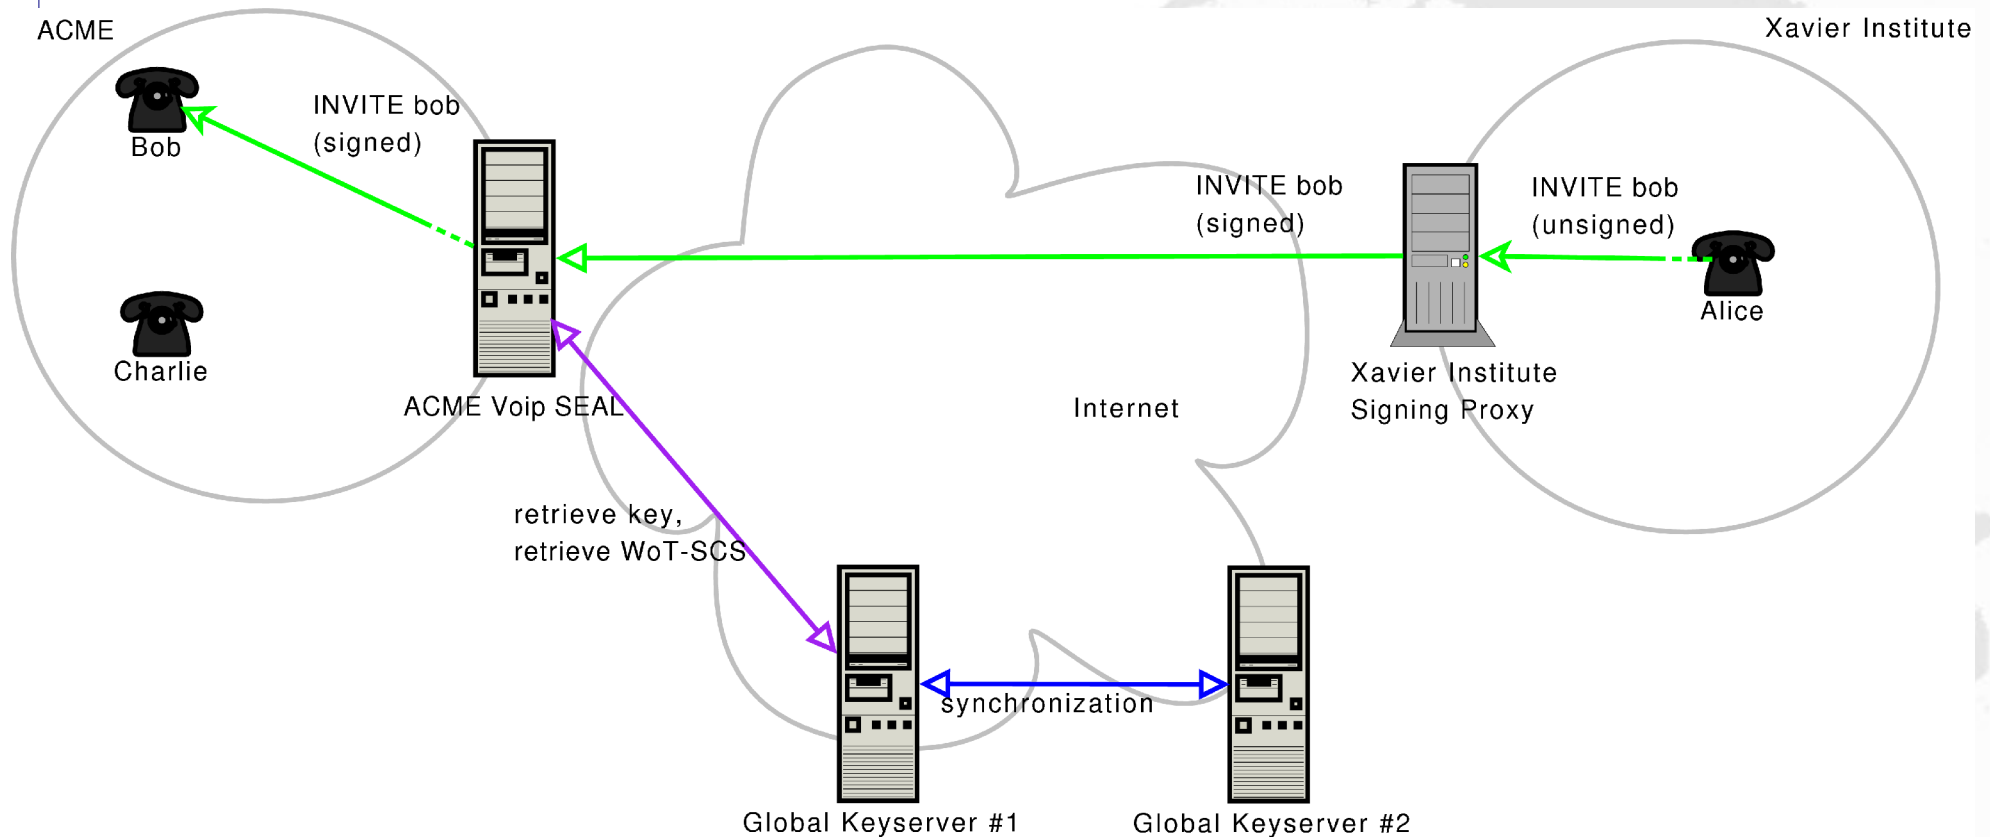 ACME
Xavier Institute
INVITE bob
(signed)
Bob
INVITE bob
(signed)
INVITE bob
(unsigned)
Alice
Charlie
Xavier Institute
Signing Proxy
ACME Voip SEAL
Internet
retrieve key,
retrieve WoT-SCS
synchronization
Global Keyserver #1
Global Keyserver #2